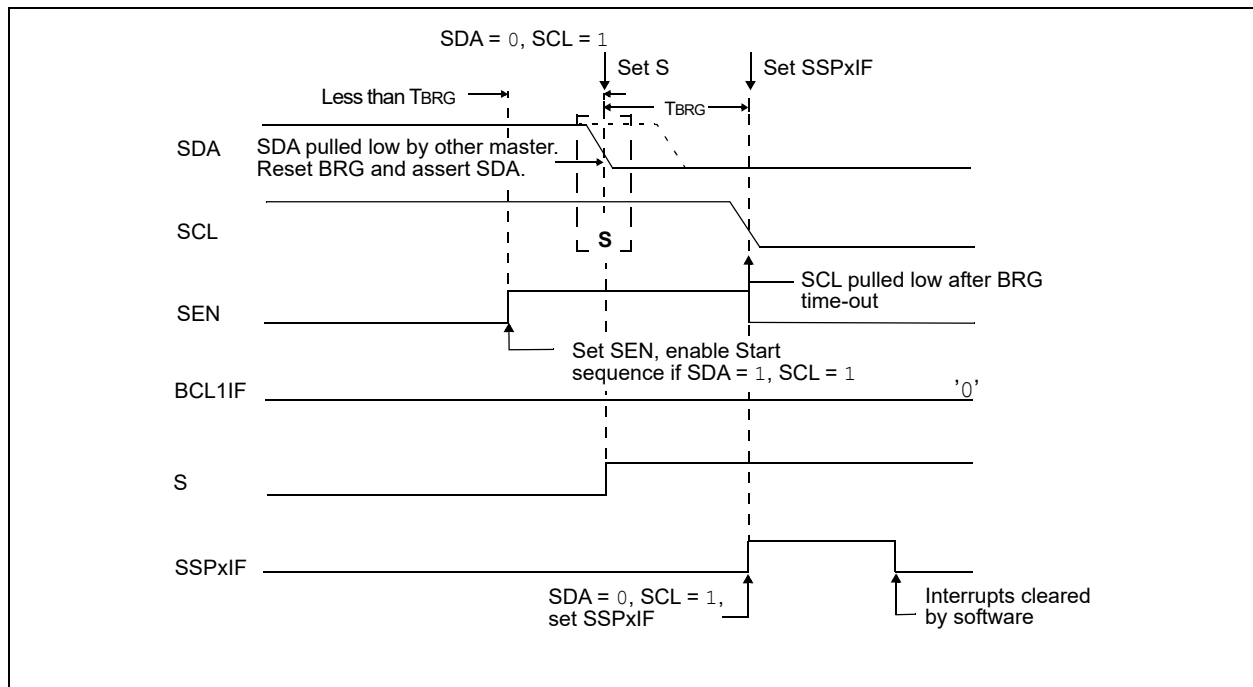 SDA = 0, SCL = 1
Set S
Set SSPxIF
Less than TBRG
TBRG
SDA
SDA pulled low by other master.
Reset BRG and assert SDA.
SCL
S
SCL pulled low after BRG
time-out
SEN
Set SEN, enable Start
sequence if SDA = 1, SCL = 1
BCL1IF
'0'
S
SSPxIF
SDA = 0, SCL = 1,
set SSPxIF
Interrupts cleared
by software